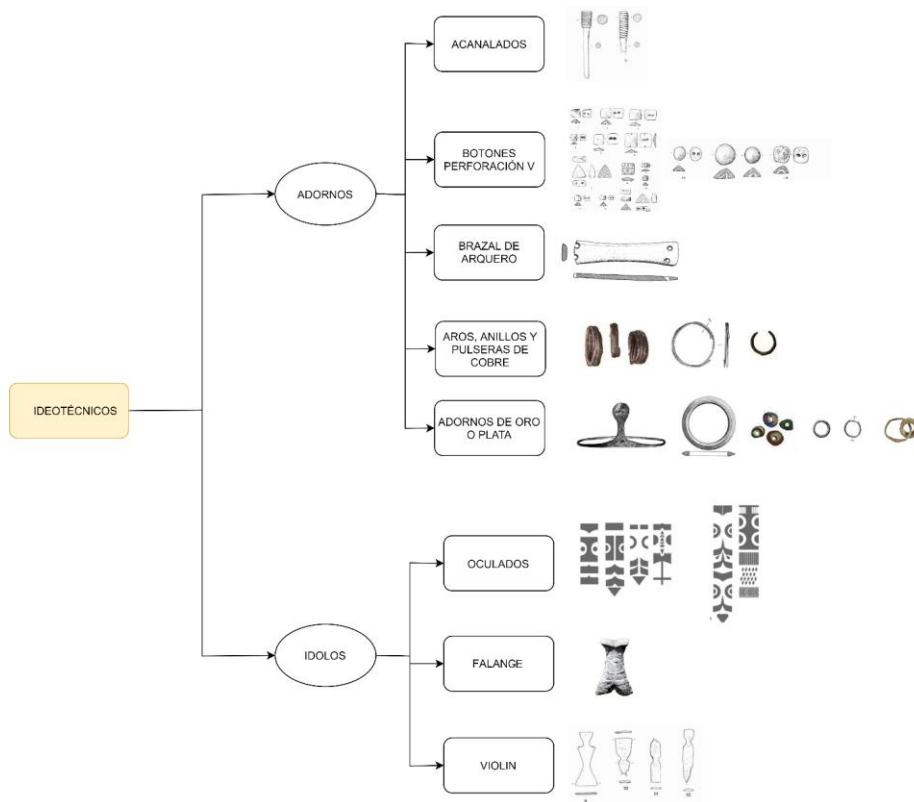 ACANALADOS
BOTONES
PERFORACIÓN V
ADORNOS
BRAZAL DE
ARQUERO
AROS, ANILLOS Y
PULSERAS DE
COBRE
IDEOTÉCNICOS
ADORNOS DE ORO
O PLATA
OCULADOS
IDOLOS
FALANGE
VIOLIN